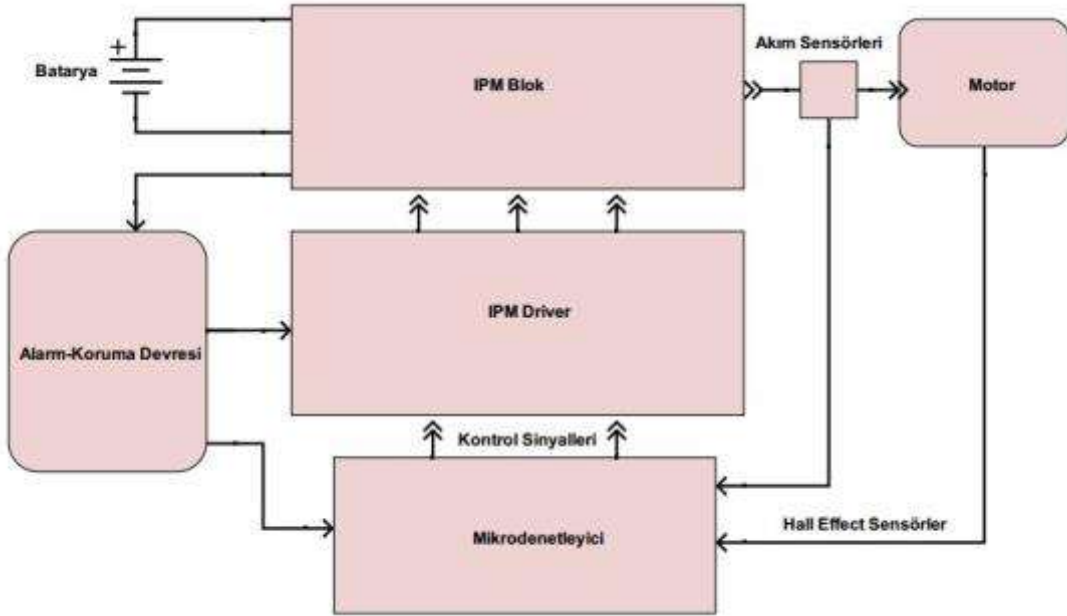 Akım Sensörleri
+
Batarya
IPM Blok
Motor
IPM Driver
Alarm-Koruma Devresi
Kontrol Sinyalleri
Hall Effect Sensörler
Mikrodenetleyici